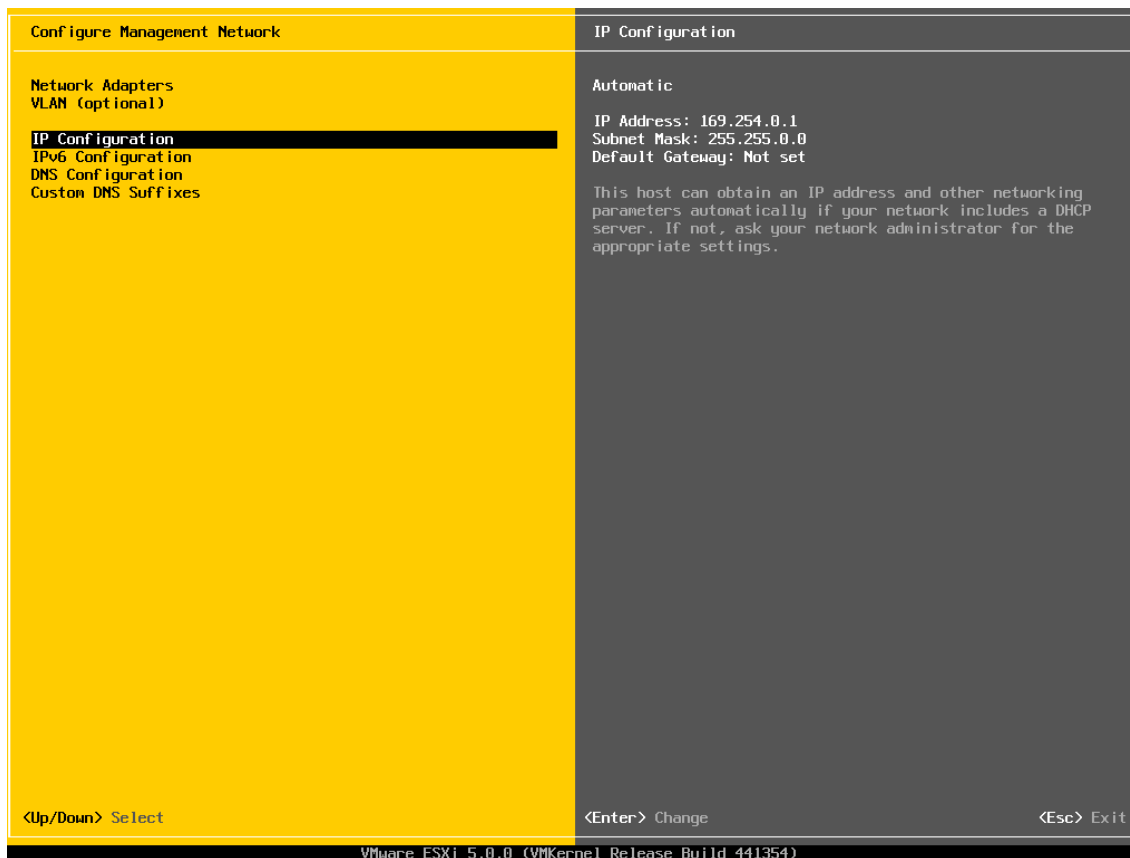 Configure Management Network
Network Adapters
VLAN (optional)
IP Configuration
IPv6 Configuration
DNS Configuration
Custom DNS Suffixes
<Up/Down> Select
IP Configuration
Automatic
IP Address: 169.254.0.1
Subnet Mask: 255.255.0.0
Default Gateway: Not set
This host can obtain an IP address and other networking
parameters automatically if your network includes a DHCP
server. If not, ask your network administrator for the
appropriate settings.
<Enter> Change
<Esc> Exit
VMware ESXi 5.0.0 (VMKernel Release Build 441354)